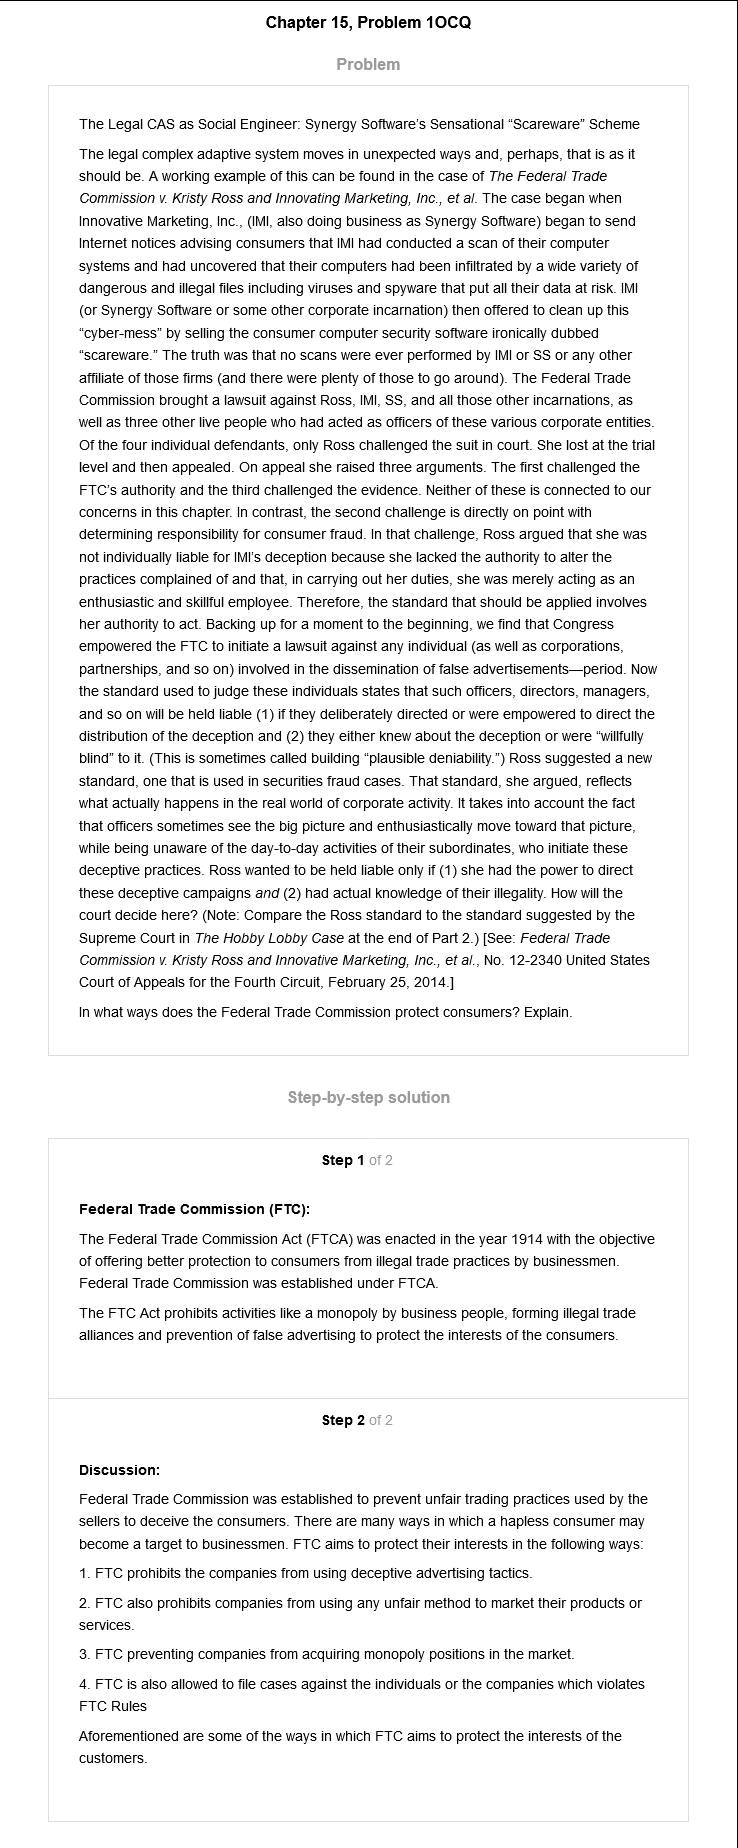 Chapter 15, Problem 1OCQ
Problem
The Legal CAS as Social Engineer: Synergy Software's Sensational “Scareware” Scheme
The legal complex adaptive system moves in unexpected ways and, perhaps, that is as it
should be. A working example of this can be found in the case of The Federal Trade
Commission v. Kristy Ross and Innovating Marketing, Inc., et al. The case began when
Innovative Marketing, Inc., (IMI, also doing business as Synergy Software) began to send
Internet notices advising consumers that IMI had conducted a scan of their computer
systems and had uncovered that their computers had been infiltrated by a wide variety of
dangerous and illegal files including viruses and spyware that put all their data at risk. IMI
(or Synergy Software or some other corporate incarnation) then offered to clean up this
“cyber-mess” by selling the consumer computer security software ironically dubbed
“scareware.” The truth was that no scans were ever performed by IMI or SS or any other
affiliate of those firms (and there were plenty of those to go around). The Federal Trade
Commission brought a lawsuit against Ross, IMI, SS, and all those other incarnations, as
well as three other live people who had acted as officers of these various corporate entities.
Of the four individual defendants, only Ross challenged the suit in court. She lost at the trial
level and then appealed. On appeal she raised three arguments. The first challenged the
FTC's authority and the third challenged the evidence. Neither of these is connected to our
concerns in this chapter. In contrast, the second challenge is directly on point with
determining responsibility for consumer fraud. In that challenge, Ross argued that she was
not individually liable for IMI's deception because she lacked the authority to alter the
practices complained of and that, in carrying out her duties, she was merely acting as an
enthusiastic and skillful employee. Therefore, the standard that should be applied involves
her authority to act. Backing up for a moment to the beginning, we find that Congress
empowered the FTC to initiate a lawsuit against any individual (as well as corporations,
partnerships, and so on) involved in the dissemination of false advertisements—period. Now
the standard used to judge these individuals states that such officers, directors, managers,
and so on will be held liable (1) if they deliberately directed or were empowered to direct the
distribution of the deception and (2) they either knew about the deception or were “willfully
blind” to it. (This is sometimes called building “plausible deniability.”) Ross suggested a new
standard, one that is used in securities fraud cases. That standard, she argued, reflects
what actually happens in the real world of corporate activity. It takes into account the fact
that officers sometimes see the big picture and enthusiastically move toward that picture,
while being unaware of the day-to-day activities of their subordinates, who initiate these
deceptive practices. Ross wanted to be held liable only if (1) she had the power to direct
these deceptive campaigns and (2) had actual knowledge of their illegality. How will the
court decide here? (Note: Compare the Ross standard to the standard suggested by the
Supreme Court in The Hobby Lobby Case at the end of Part 2.) [See: Federal Trade
Commission v. Kristy Ross and Innovative Marketing, Inc., et al., No. 12-2340 United States
Court of Appeals for the Fourth Circuit, February 25, 2014.]
In what ways does the Federal Trade Commission protect consumers? Explain.
Step-by-step solution
Step 1 of 2
Federal Trade Commission (FTC):
The Federal Trade Commission Act (FTCA) was enacted in the year 1914 with the objective
of offering better protection to consumers from illegal trade practices by businessmen.
Federal Trade Commission was established under FTCA.
The FTC Act prohibits activities like a monopoly by business people, forming illegal trade
alliances and prevention of false advertising to protect the interests of the consumers.
Step 2 of 2
Discussion:
Federal Trade Commission was established to prevent unfair trading practices used by the
sellers to deceive the consumers. There are many ways in which a hapless consumer may
become a target to businessmen. FTC aims to protect their interests in the following ways:
1. FTC prohibits the companies from using deceptive advertising tactics.
2. FTC also prohibits companies from using any unfair method to market their products or
services.
3. FTC preventing companies from acquiring monopoly positions in the market.
4. FTC is also allowed to file cases against the individuals or the companies which violates
FTC Rules
Aforementioned are some of the ways in which FTC aims to protect the interests of the
customers.